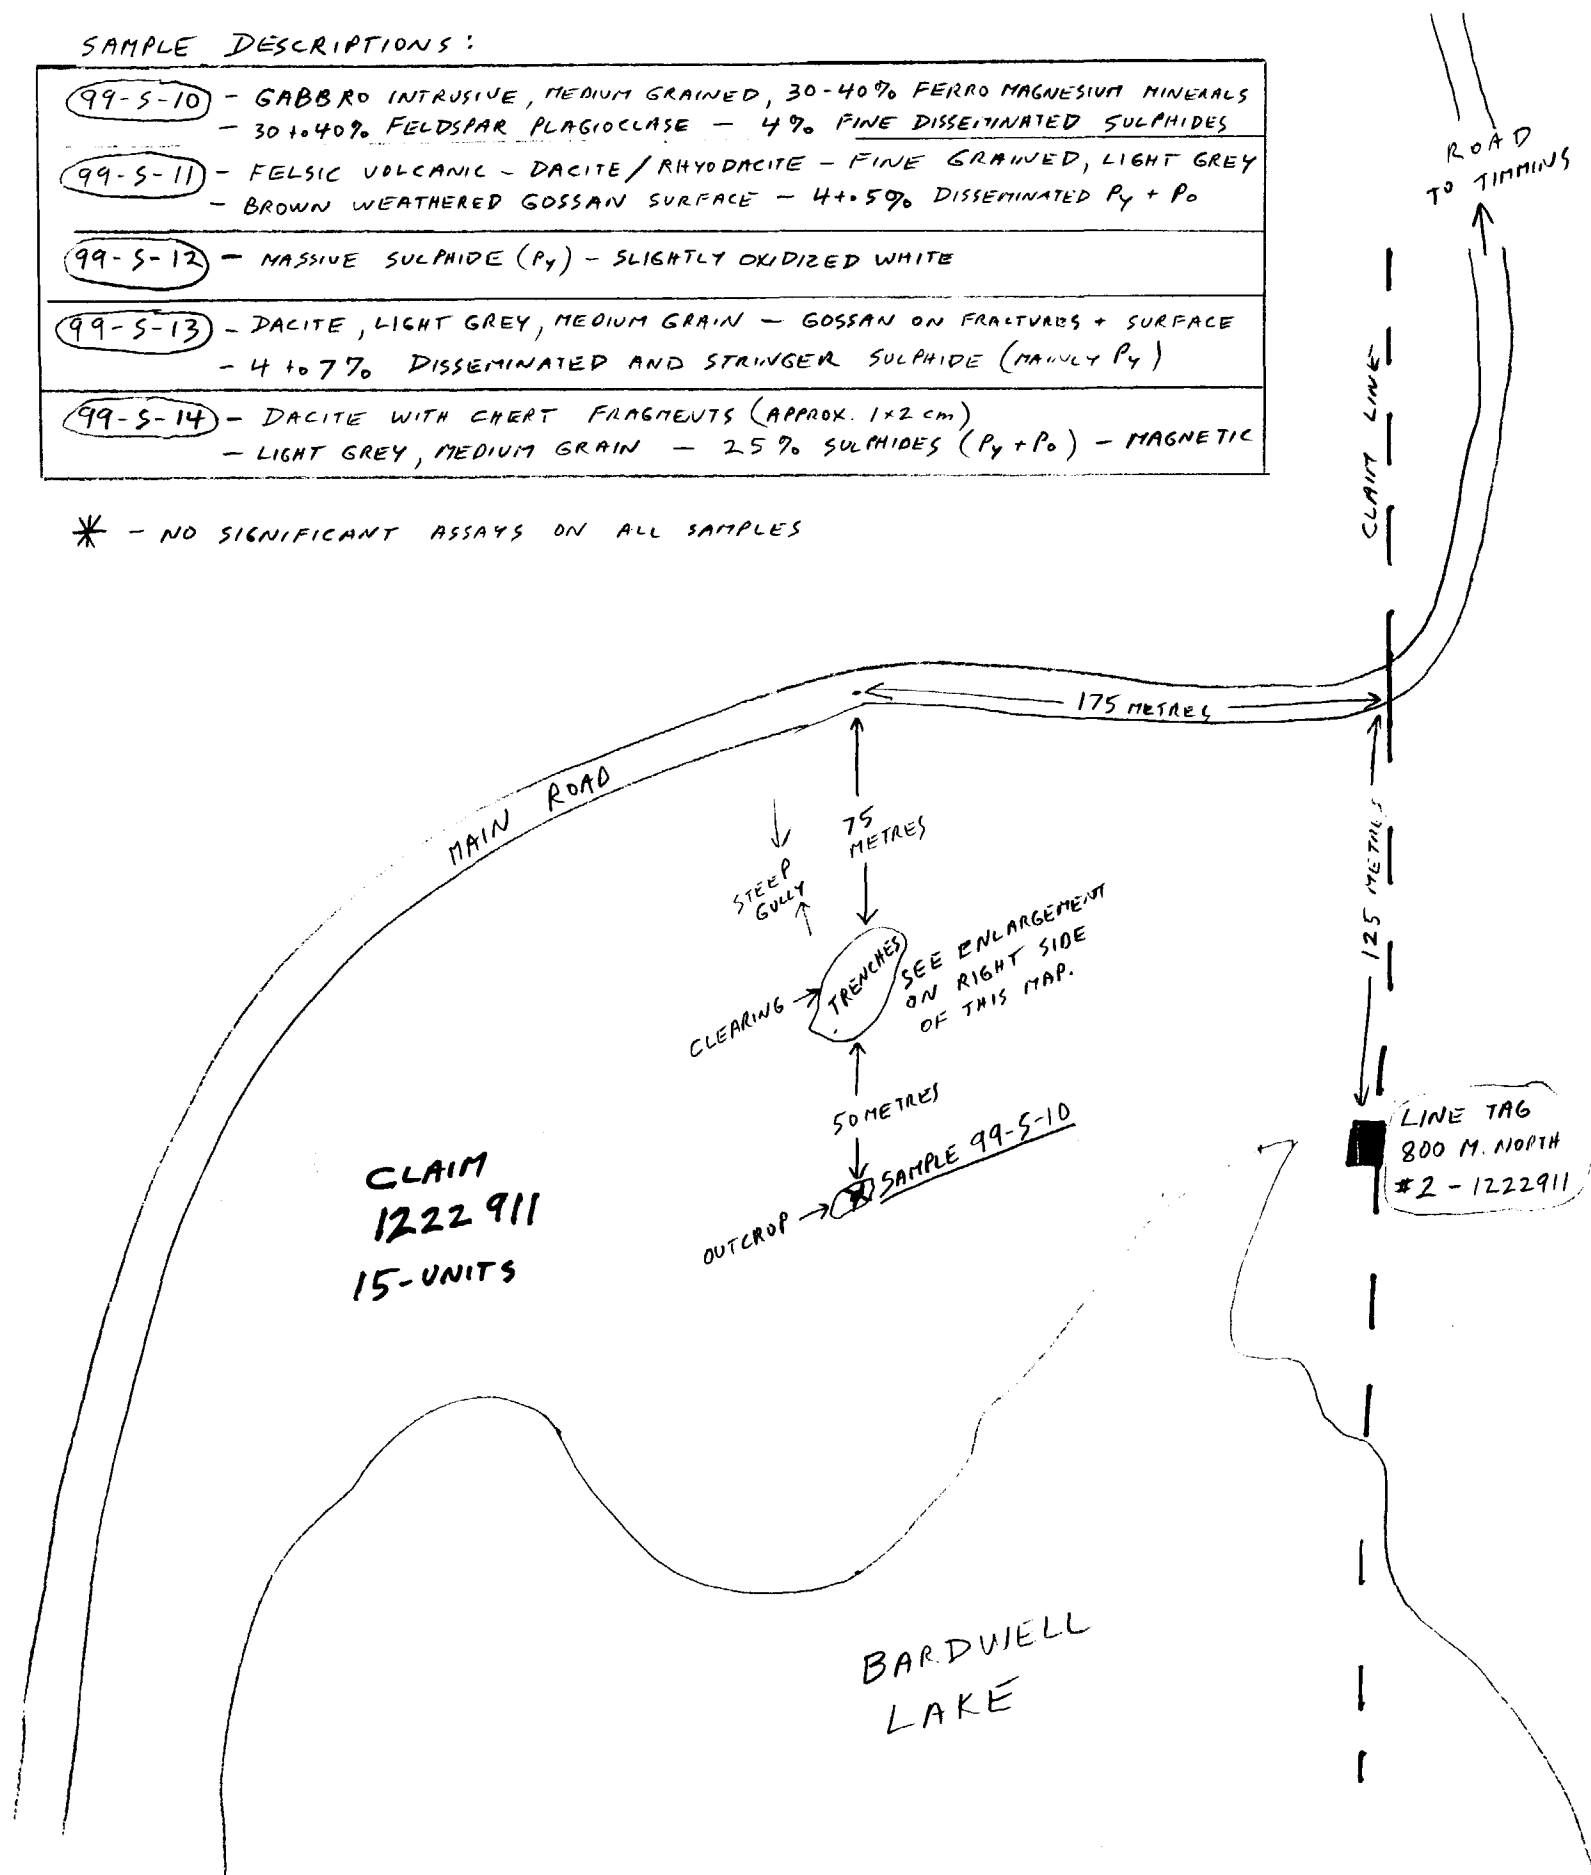 SAMPLE DESCRIPTIONS:
99-S-10 - GABBRO INTRUSIVE, MEDIUM GRAINED, 30-40% FERRO MAGNESIUM MINERALS
- 30 to 40% FELDSPAR PLAGIOCLASE - 4% FINE DISSEMINATED SULPHIDES
99-S-11 - FELSIC VOLCANIC - DACITE/RHYODACITE - FINE GRAINED, LIGHT GREY
- BROWN WEATHERED GOSSAN SURFACE - 4 to 5% DISSEMINATED Py + Po
99-S-12 - MASSIVE SULPHIDE (Py) - SLIGHTLY OXIDIZED WHITE
99-S-13 - DACITE, LIGHT GREY, MEDIUM GRAIN - GOSSAN ON FRACTURES + SURFACE
- 4 to 7% DISSEMINATED AND STRINGER SULPHIDE (MAINLY Py)
99-S-14 - DACITE WITH CHERT FRAGMENTS (APPROX. 1x2 cm)
- LIGHT GREY, MEDIUM GRAIN - 25% SULPHIDES (Py + Po) - MAGNETIC
* - NO SIGNIFICANT ASSAYS ON ALL SAMPLES
ROAD
TO TIMMINS
CLAIM LINE
175 METRES
MAIN ROAD
75
METRES
125 METRES
STEEP
GULLY
TRENCHES
SEE ENLARGEMENT
ON RIGHT SIDE
OF THIS MAP.
CLEARING
50 METRES
SAMPLE 99-S-10
OUTCROP
LINE TAG
800 M. NORTH
#2 - 1222911
CLAIM
1222911
15-UNITS
BARDWELL
LAKE